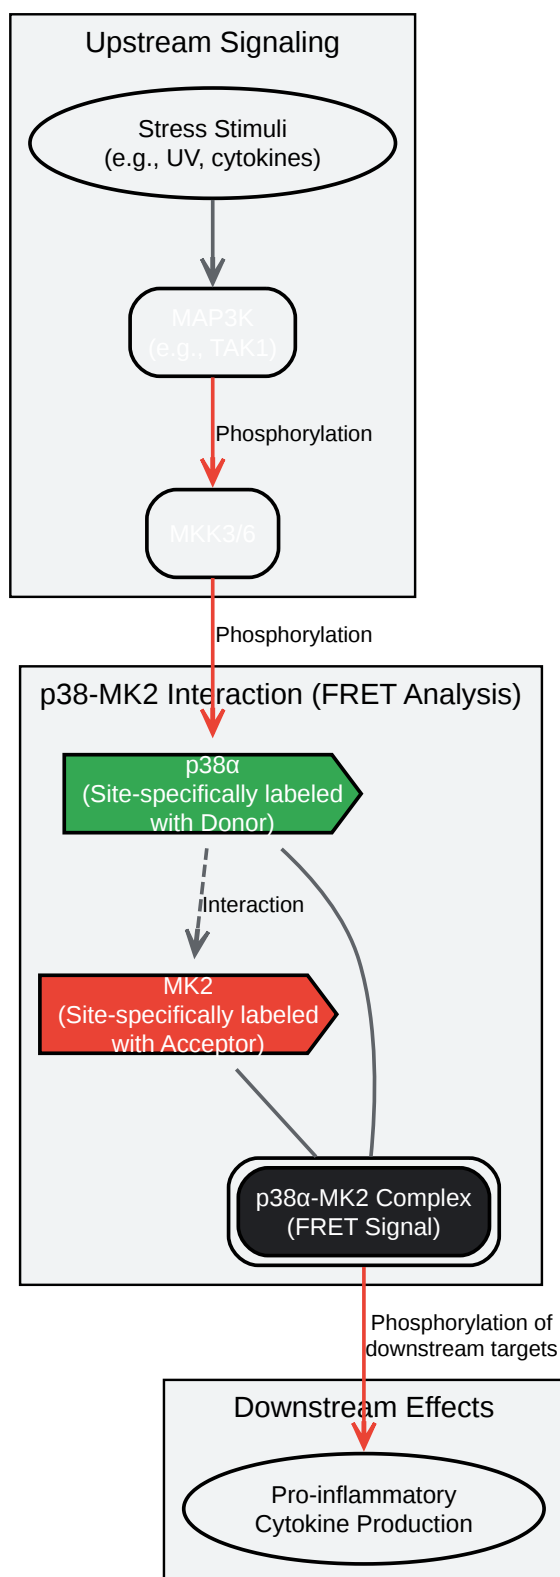 Upstream Signaling
Stress Stimuli
(e.g., UV, cytokines)
MAP3K
(e.g., TAK1)
Phosphorylation
MKK3/6
Phosphorylation
p38-MK2 Interaction (FRET Analysis)
p38α
(Site-specifically labeled
with Donor)
Interaction
MK2
(Site-specifically labeled
with Acceptor)
p38α-MK2 Complex
(FRET Signal)
Phosphorylation of
downstream targets
Downstream Effects
Pro-inflammatory
Cytokine Production